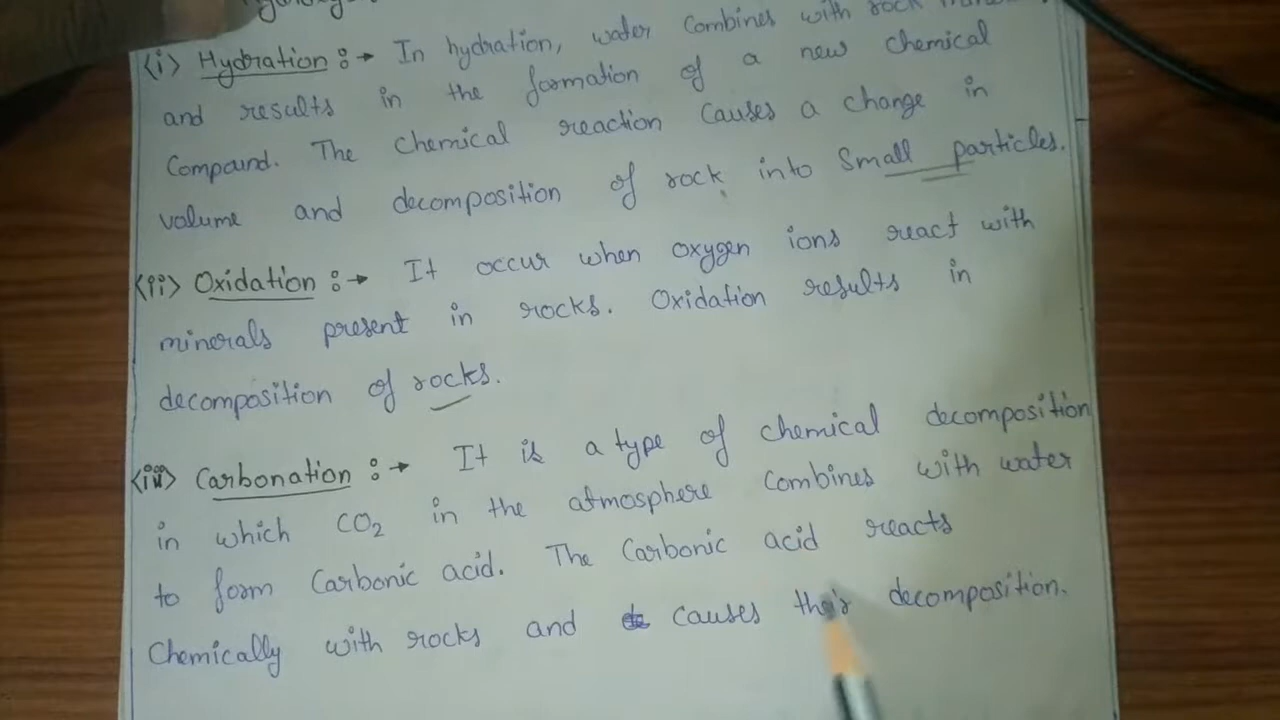 (i) Hydration :→ In hydration, water combines with rock
and results in the formation of a new chemical
Compound. The chemical reaction causes a change in
volume and decomposition of rock into small particles.
(ii) Oxidation :→ It occur when oxygen ions react with
minerals present in rocks. Oxidation results in
decomposition of rocks.
(iii) Carbonation :→ It is a type of chemical decomposition
in which CO2 in the atmosphere combines with water
to form Carbonic acid. The Carbonic acid reacts
Chemically with rocks and causes their decomposition.